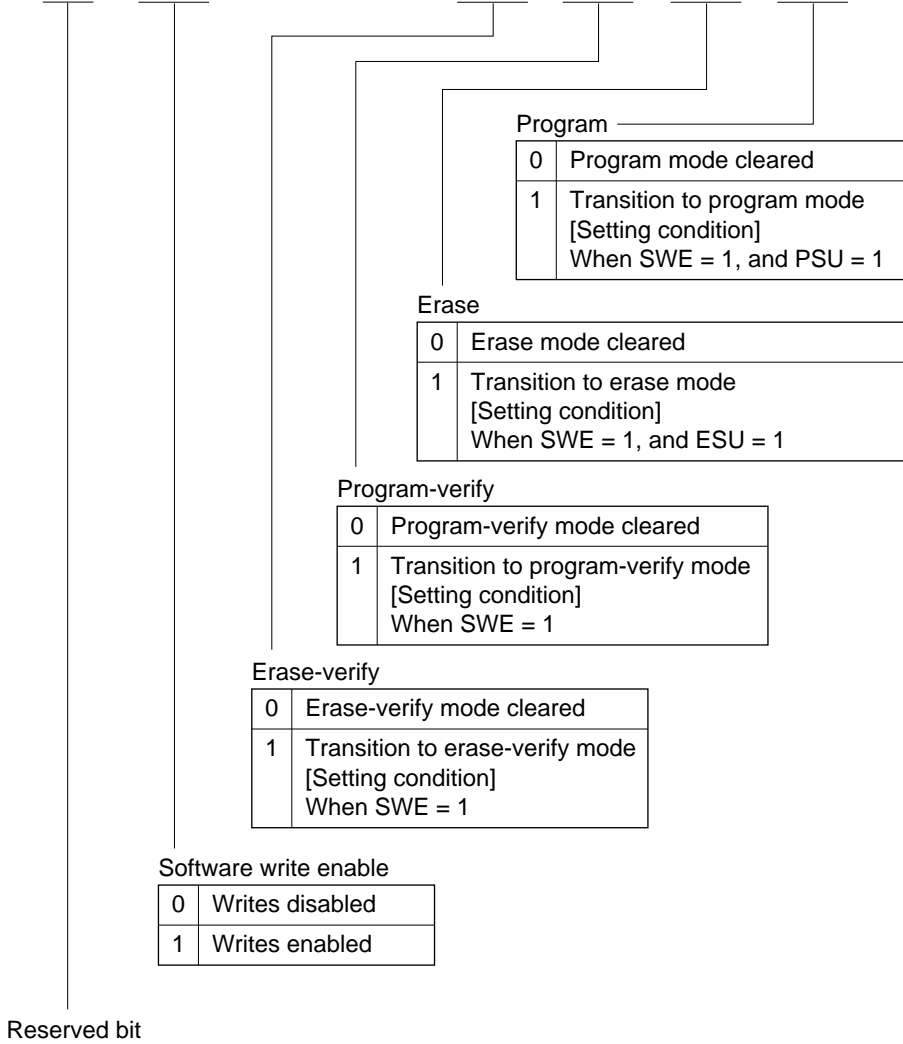 Program
0 Program mode cleared
1 Transition to program mode
[Setting condition]
When SWE = 1, and PSU = 1
Erase
0 Erase mode cleared
1 Transition to erase mode
[Setting condition]
When SWE = 1, and ESU = 1
Program-verify
0 Program-verify mode cleared
1 Transition to program-verify mode
[Setting condition]
When SWE = 1
Erase-verify
0 Erase-verify mode cleared
1 Transition to erase-verify mode
[Setting condition]
When SWE = 1
Software write enable
0 Writes disabled
1 Writes enabled
Reserved bit